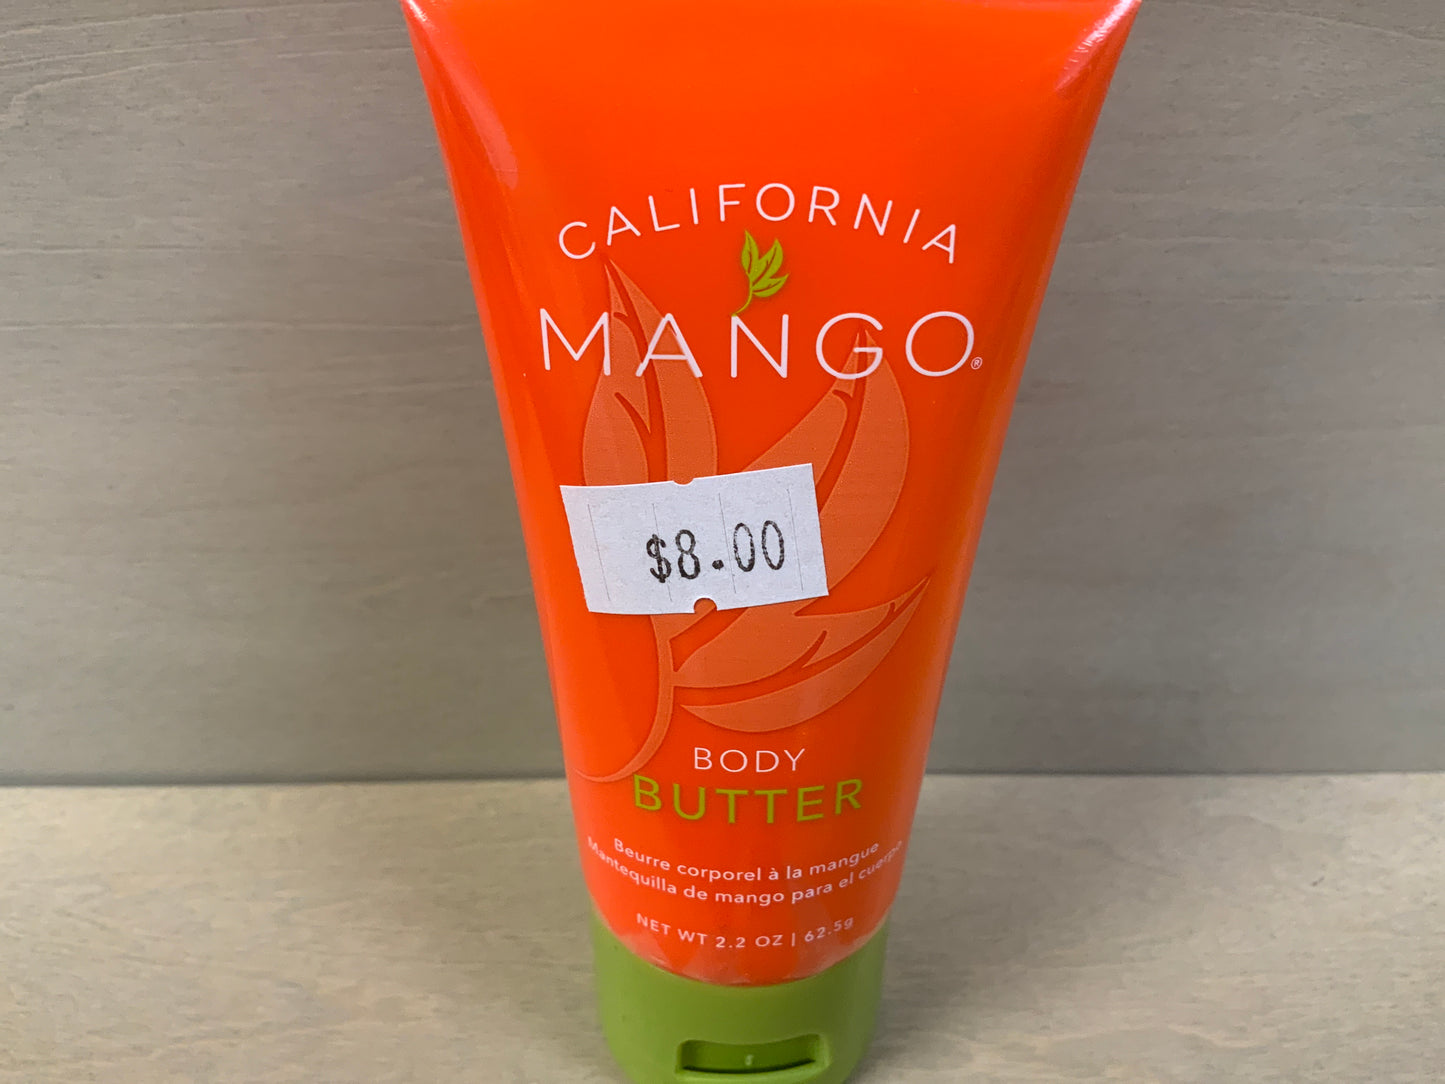 CALIFORNIA
MANGO®
$8.00
BODY
BUTTER
Beurre corporel à la mangue
Mantequilla de mango para el cuerpo
NET WT 2.2 OZ | 62.5g